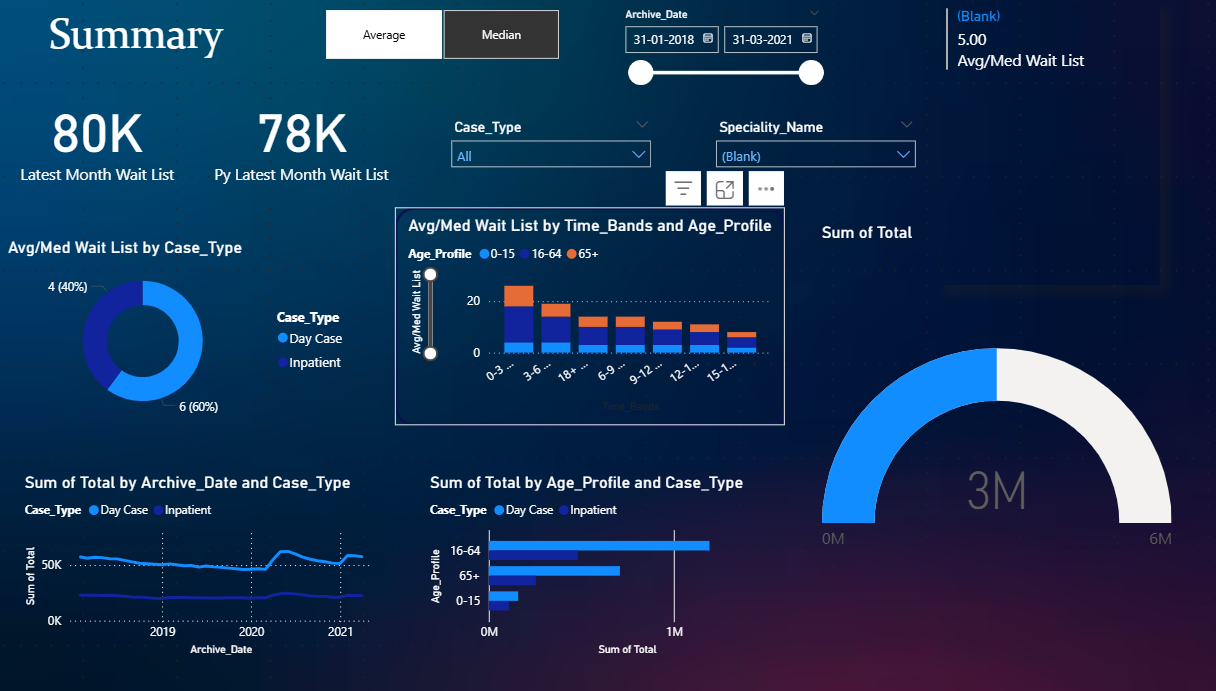 Summary
Average
Median
Archive_Date
31-01-2018
31-03-2021
(Blank)
5.00
Avg/Med Wait List
80K
Latest Month Wait List
78K
Py Latest Month Wait List
Case_Type
All
Speciality_Name
(Blank)
Avg/Med Wait List by Case_Type
4 (40%)
6 (60%)
Case_Type
Day Case
Inpatient
Avg/Med Wait List by Time_Bands and Age_Profile
Age_Profile 0-15 16-64 65+
Avg/Med Wait List
20
0
0-3 ...
3-6 ...
18+ ...
6-9 ...
9-12 ...
12-1...
15-1...
Time_Bands
Sum of Total
3M
0M
6M
Sum of Total by Archive_Date and Case_Type
Case_Type Day Case Inpatient
Sum of Total
50K
0K
2019
2020
2021
Archive_Date
Sum of Total by Age_Profile and Case_Type
Case_Type Day Case Inpatient
Age_Profile
16-64
65+
0-15
0M
1M
Sum of Total